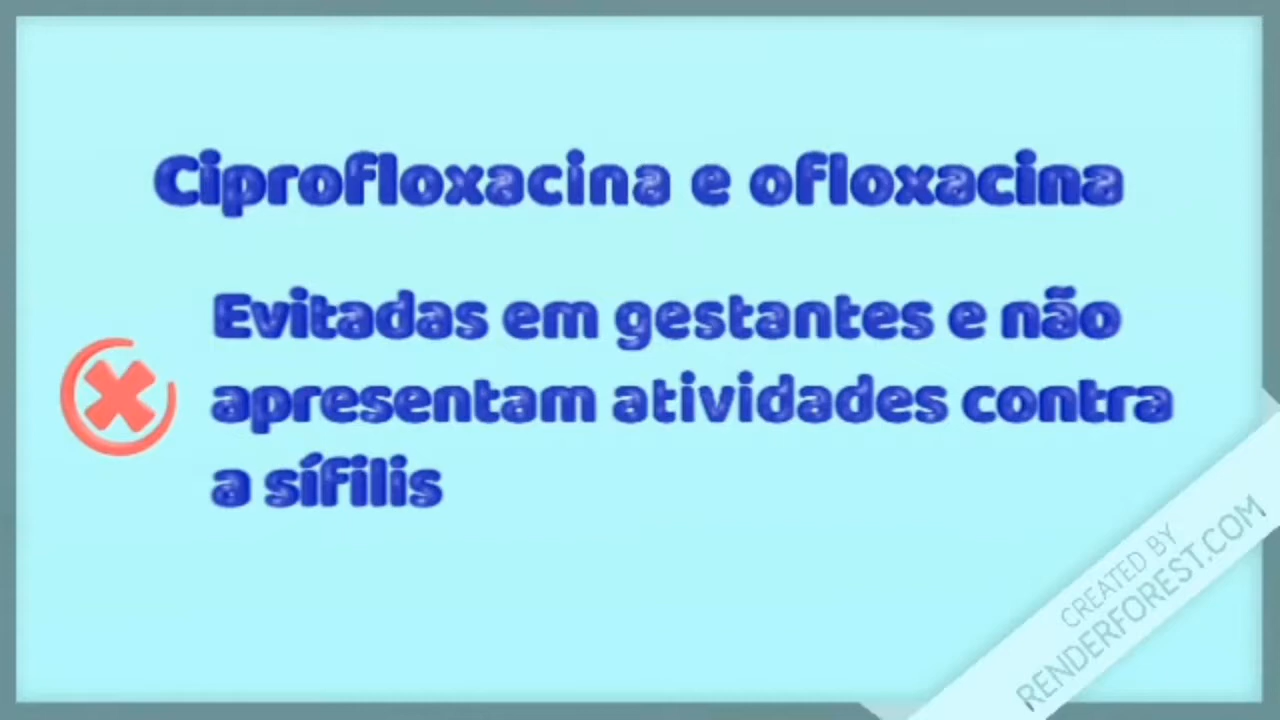 Ciprofloxacina e ofloxacina
Evitadas em gestantes e não
apresentam atividades contra
a sífilis
CREATED BY
RENDERFOREST.COM